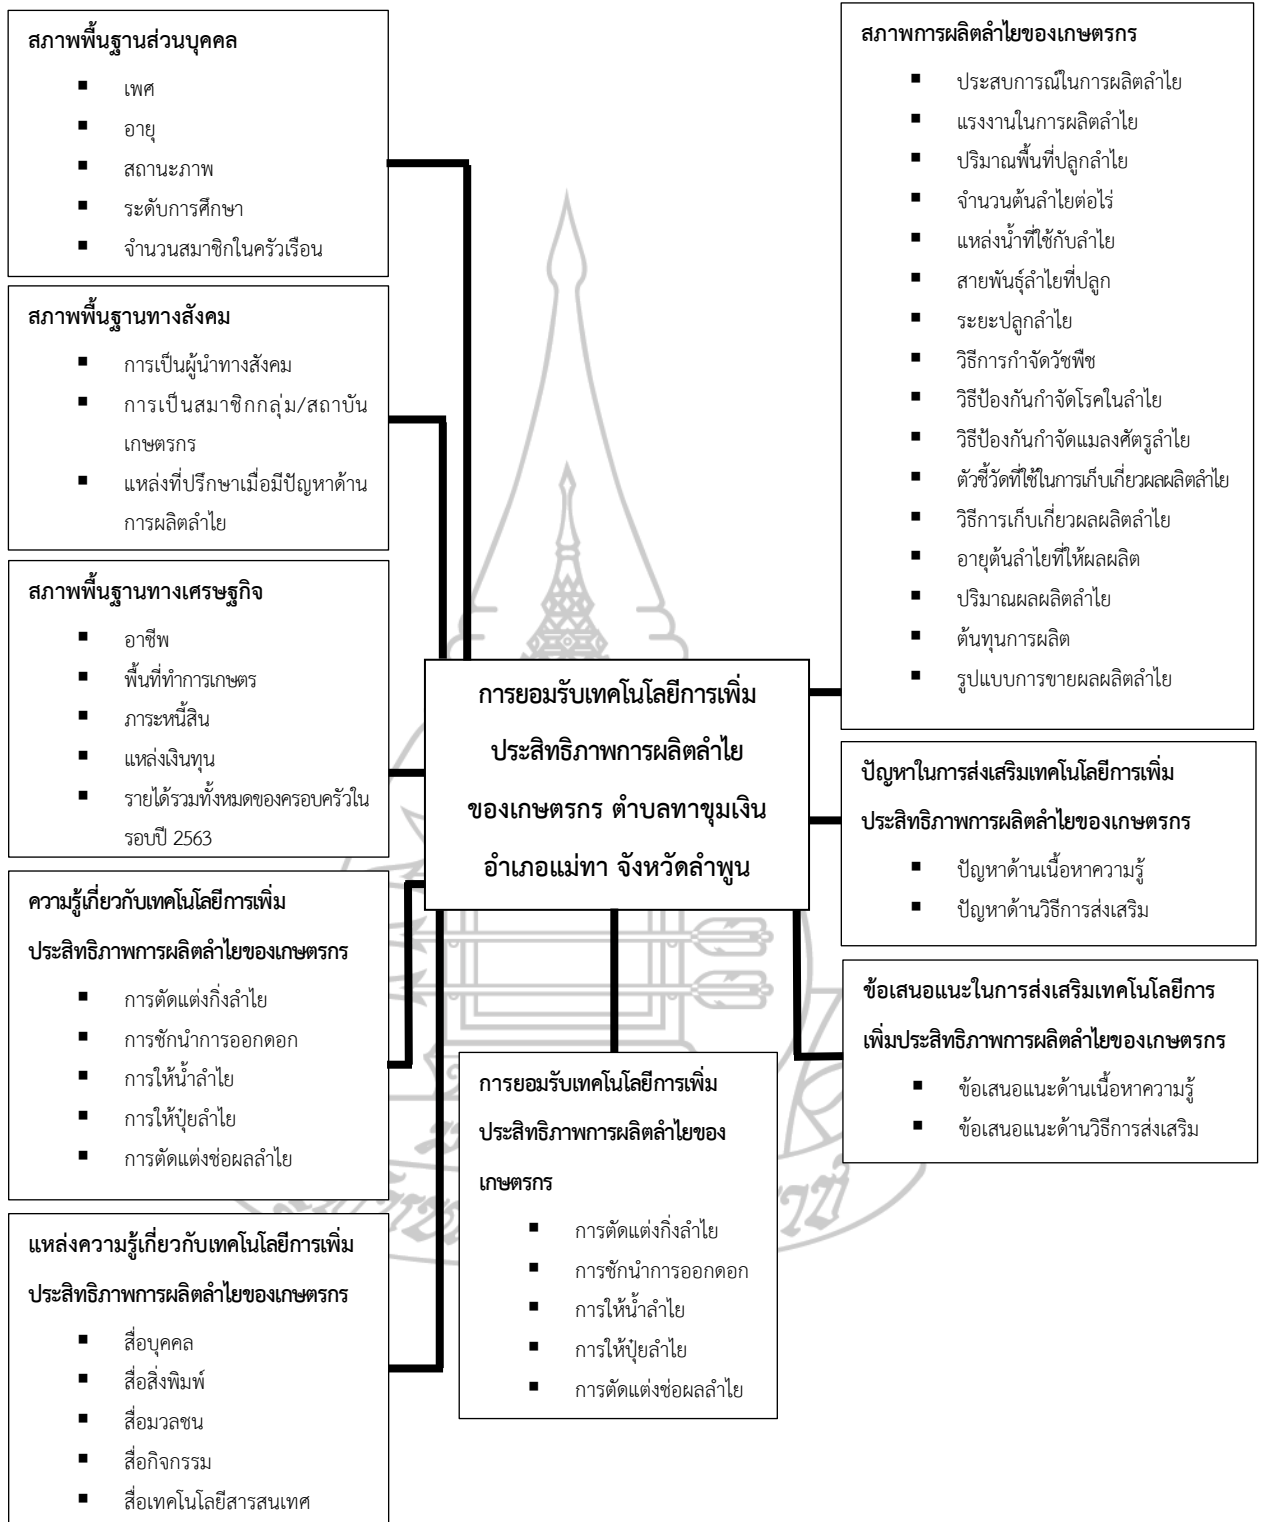 สภาพพื้นฐานส่วนบุคคล
▪ เพศ
▪ อายุ
▪ สถานะภาพ
▪ ระดับการศึกษา
▪ จำนวนสมาชิกในครัวเรือน
สภาพพื้นฐานทางสังคม
▪ การเป็นผู้นำทางสังคม
▪ การเป็นสมาชิกกลุ่ม/สถาบัน
เกษตรกร
▪ แหล่งที่ปรึกษาเมื่อมีปัญหาด้าน
การผลิตลำไย
สภาพพื้นฐานทางเศรษฐกิจ
▪ อาชีพ
▪ พื้นที่ทำการเกษตร
▪ ภาระหนี้สิน
▪ แหล่งเงินทุน
▪ รายได้รวมทั้งหมดของครอบครัวใน
รอบปี 2563
ความรู้เกี่ยวกับเทคโนโลยีการเพิ่ม
ประสิทธิภาพการผลิตลำไยของเกษตรกร
▪ การตัดแต่งกิ่งลำไย
▪ การชักนำการออกดอก
▪ การให้น้ำลำไย
▪ การให้ปุ๋ยลำไย
▪ การตัดแต่งช่อผลลำไย
แหล่งความรู้เกี่ยวกับเทคโนโลยีการเพิ่ม
ประสิทธิภาพการผลิตลำไยของเกษตรกร
▪ สื่อบุคคล
▪ สื่อสิ่งพิมพ์
▪ สื่อมวลชน
▪ สื่อกิจกรรม
▪ สื่อเทคโนโลยีสารสนเทศ
การยอมรับเทคโนโลยีการเพิ่ม
ประสิทธิภาพการผลิตลำไย
ของเกษตรกร ตำบลทาขุมเงิน
อำเภอแม่ทา จังหวัดลำพูน
การยอมรับเทคโนโลยีการเพิ่ม
ประสิทธิภาพการผลิตลำไยของ
เกษตรกร
▪ การตัดแต่งกิ่งลำไย
▪ การชักนำการออกดอก
▪ การให้น้ำลำไย
▪ การให้ปุ๋ยลำไย
▪ การตัดแต่งช่อผลลำไย
สภาพการผลิตลำไยของเกษตรกร
▪ ประสบการณ์ในการผลิตลำไย
▪ แรงงานในการผลิตลำไย
▪ ปริมาณพื้นที่ปลูกลำไย
▪ จำนวนต้นลำไยต่อไร่
▪ แหล่งน้ำที่ใช้กับลำไย
▪ สายพันธุ์ลำไยที่ปลูก
▪ ระยะปลูกลำไย
▪ วิธีการกำจัดวัชพืช
▪ วิธีป้องกันกำจัดโรคในลำไย
▪ วิธีป้องกันกำจัดแมลงศัตรูลำไย
▪ ตัวชี้วัดที่ใช้ในการเก็บเกี่ยวผลผลิตลำไย
▪ วิธีการเก็บเกี่ยวผลผลิตลำไย
▪ อายุต้นลำไยที่ให้ผลผลิต
▪ ปริมาณผลผลิตลำไย
▪ ต้นทุนการผลิต
▪ รูปแบบการขายผลผลิตลำไย
ปัญหาในการส่งเสริมเทคโนโลยีการเพิ่ม
ประสิทธิภาพการผลิตลำไยของเกษตรกร
▪ ปัญหาด้านเนื้อหาความรู้
▪ ปัญหาด้านวิธีการส่งเสริม
ข้อเสนอแนะในการส่งเสริมเทคโนโลยีการ
เพิ่มประสิทธิภาพการผลิตลำไยของเกษตรกร
▪ ข้อเสนอแนะด้านเนื้อหาความรู้
▪ ข้อเสนอแนะด้านวิธีการส่งเสริม